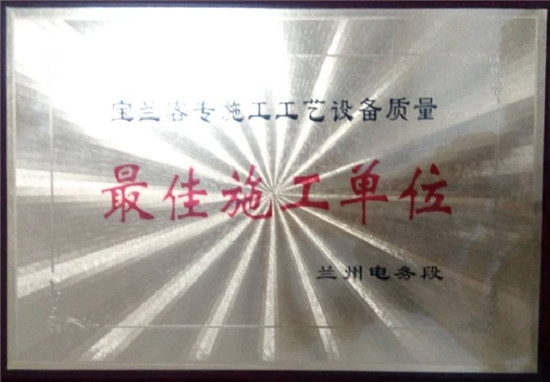 宝兰客专施工工艺设备质量
最佳施工单位
兰州电务段